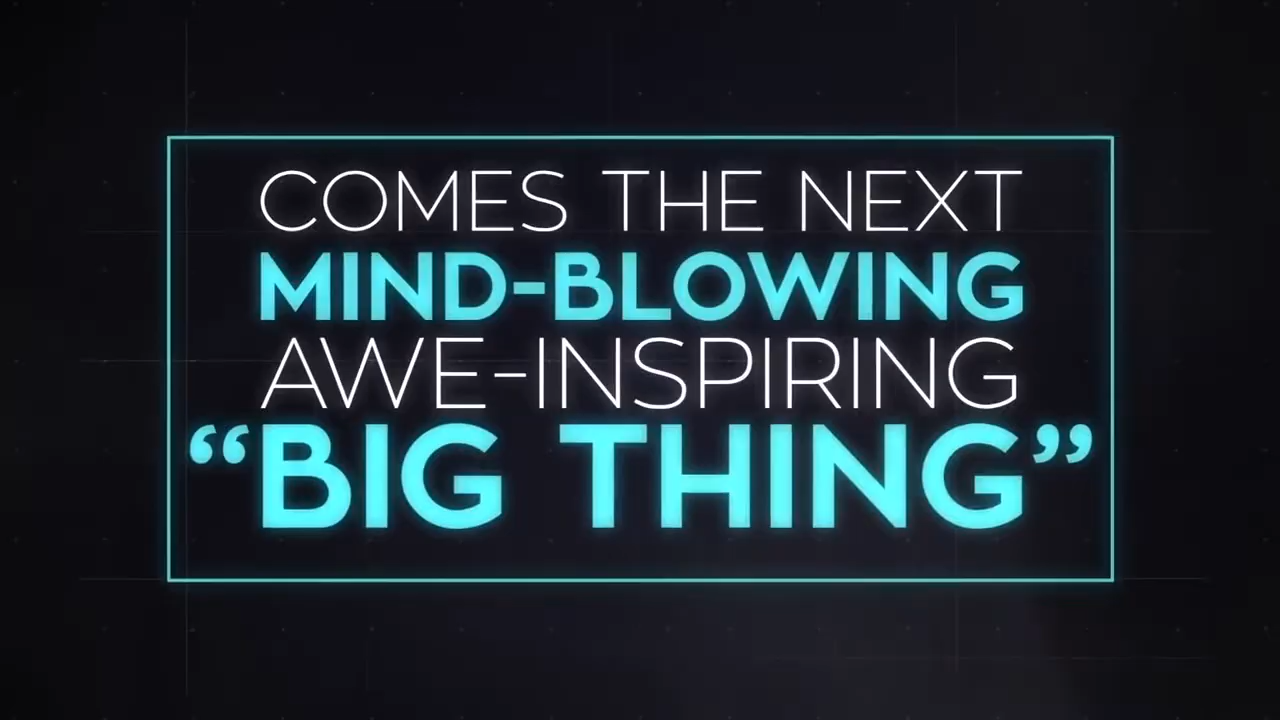 COMES THE NEXT
MIND-BLOWING
AWE-INSPIRING
“BIG THING”